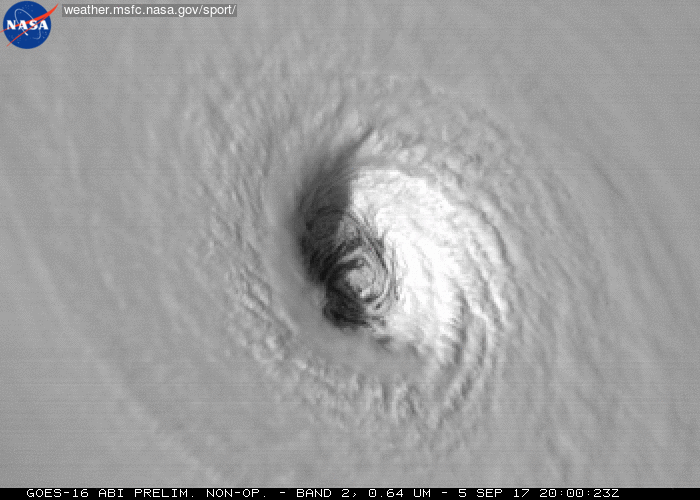 NASA
weather.msfc.nasa.gov/sport/
GOES-16 ABI PRELIM. NON-OP. - BAND 2, 0.64 UM - 5 SEP 17 20:00:23Z